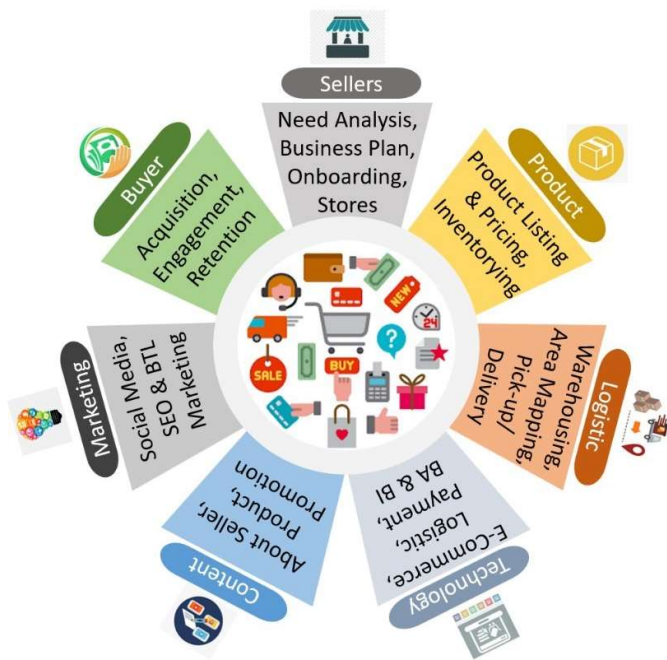 Sellers
Need Analysis,
Business Plan,
Onboarding,
Stores
Product
Product Listing
& Pricing,
Inventorying
Logistic
Warehousing,
Area Mapping,
Pick-up/
Delivery
Technology
E-Commerce,
Logistic,
Payment,
BA & BI
Content
About Seller,
Product,
Promotion
Marketing
Social Media,
SEO & BTL
Marketing
Buyer
Acquisition,
Engagement,
Retention
NEW
24
?
SALE
BUY